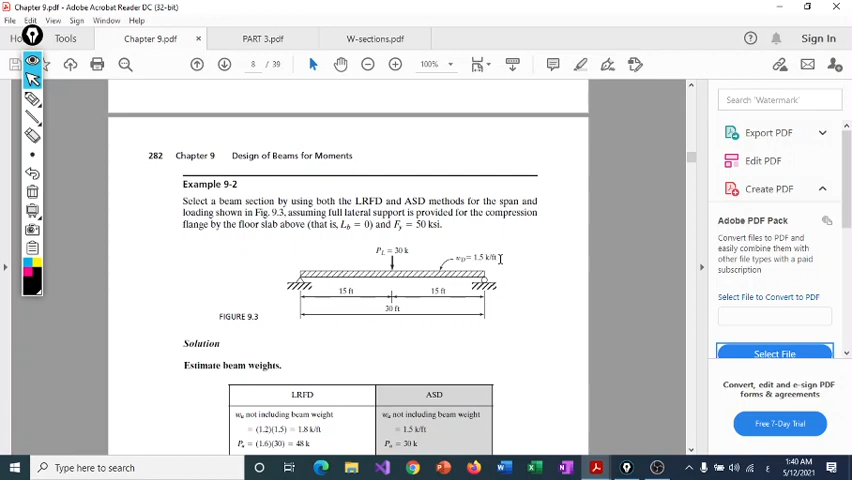 Chapter 9.pdf - Adobe Acrobat Reader DC (32-bit)
File Edit View Sign Window Help
Tools
Chapter 9.pdf
PART 3.pdf
W-sections.pdf
Sign In
8 / 39
100%
282 Chapter 9 Design of Beams for Moments
Example 9-2
Select a beam section by using both the LRFD and ASD methods for the span and
loading shown in Fig. 9.3, assuming full lateral support is provided for the compression
flange by the floor slab above (that is, Lb = 0) and Fy = 50 ksi.
PL = 30 k
wD = 1.5 k/ft
15 ft 15 ft
30 ft
FIGURE 9.3
Solution
Estimate beam weights.
LRFD ASD
wu not including beam weight
= (1.2)(1.5) = 1.8 k/ft
Pu = (1.6)(30) = 48 k
wa not including beam weight
= 1.5 k/ft
Pa = 30 k
Search 'Watermark'
Export PDF
Edit PDF
Create PDF
Adobe PDF Pack
Convert files to PDF and
easily combine them with
other file types with a paid
subscription
Select File to Convert to PDF
Select File
Convert, edit and e-sign PDF
forms & agreements
Free 7-Day Trial
Type here to search
1:40 AM
5/12/2021